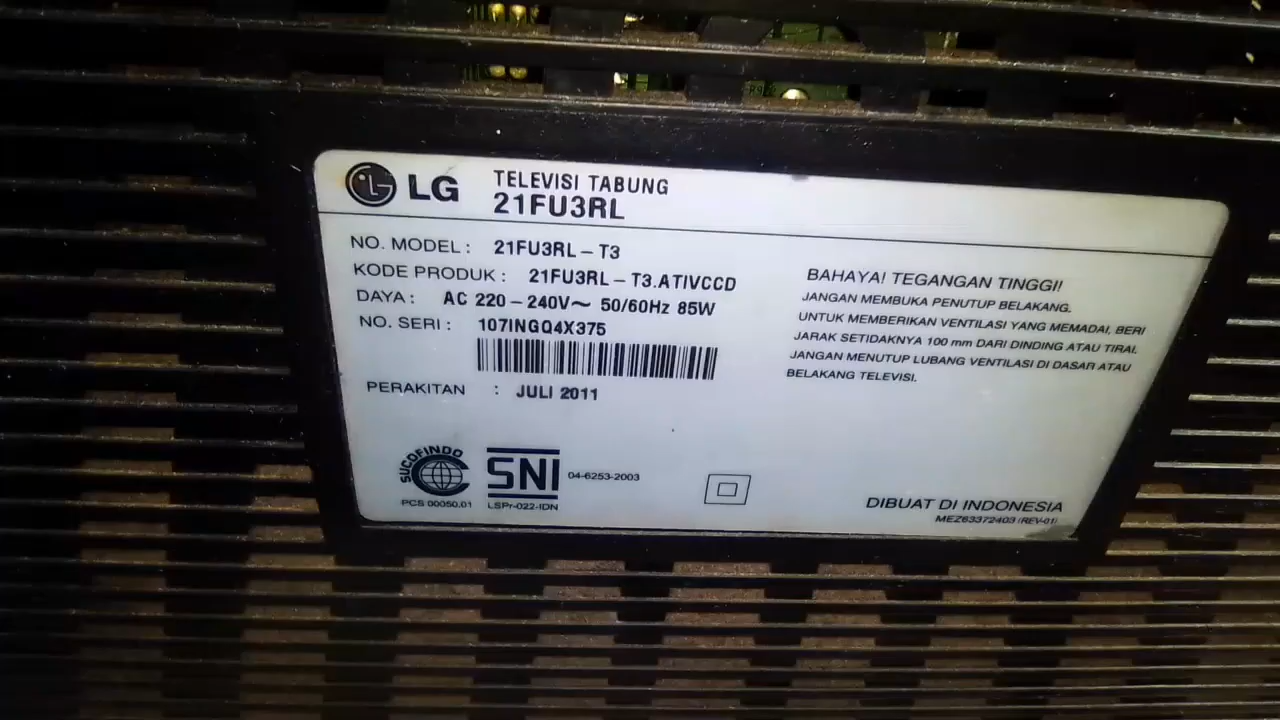 LG
TELEVISI TABUNG
21FU3RL
NO. MODEL : 21FU3RL – T3
KODE PRODUK : 21FU3RL – T3.ATIVCCD
DAYA : AC 220 – 240V~ 50/60Hz 85W
NO. SERI : 107INGQ4X375
PERAKITAN : JULI 2011
BAHAYA! TEGANGAN TINGGI!
JANGAN MEMBUKA PENUTUP BELAKANG.
UNTUK MEMBERIKAN VENTILASI YANG MEMADAI, BERI
JARAK SETIDAKNYA 100 mm DARI DINDING ATAU TIRAI.
JANGAN MENUTUP LUBANG VENTILASI DI DASAR ATAU
BELAKANG TELEVISI.
SUCOFINDO
PCS 00050.01
SNI
04-6253-2003
LSPr-022-IDN
DIBUAT DI INDONESIA
MEZ63372403 (REV-01)